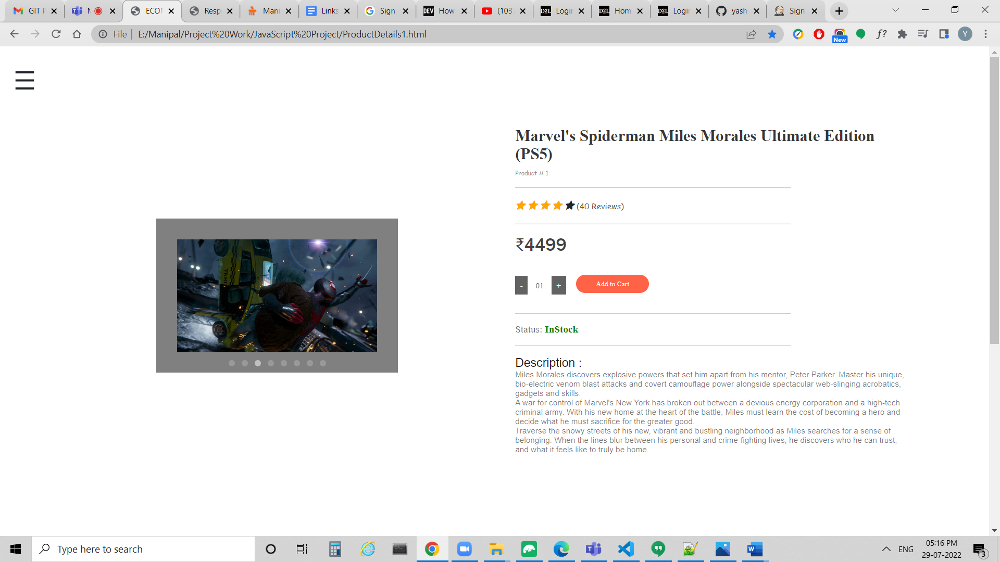 GIT F
M
ECOM
Resp
Mani
Links
Sign
DEV
How
(103
D2L
Login
D2L
Hom
D2L
Login
yash
Sign
File
E:/Manipal/Project%20Work/JavaScript%20Project/ProductDetails1.html
New
f?
Y
Marvel's Spiderman Miles Morales Ultimate Edition
(PS5)
Product # 1
(40 Reviews)
₹4499
- 01 + Add to Cart
Status: InStock
Description :
Miles Morales discovers explosive powers that set him apart from his mentor, Peter Parker. Master his unique,
bio-electric venom blast attacks and covert camouflage power alongside spectacular web-slinging acrobatics,
gadgets and skills.
A war for control of Marvel's New York has broken out between a devious energy corporation and a high-tech
criminal army. With his new home at the heart of the battle, Miles must learn the cost of becoming a hero and
decide what he must sacrifice for the greater good.
Traverse the snowy streets of his new, vibrant and bustling neighborhood as Miles searches for a sense of
belonging. When the lines blur between his personal and crime-fighting lives, he discovers who he can trust,
and what it feels like to truly be home.
TAXI
Type here to search
ENG
05:16 PM
29-07-2022
3